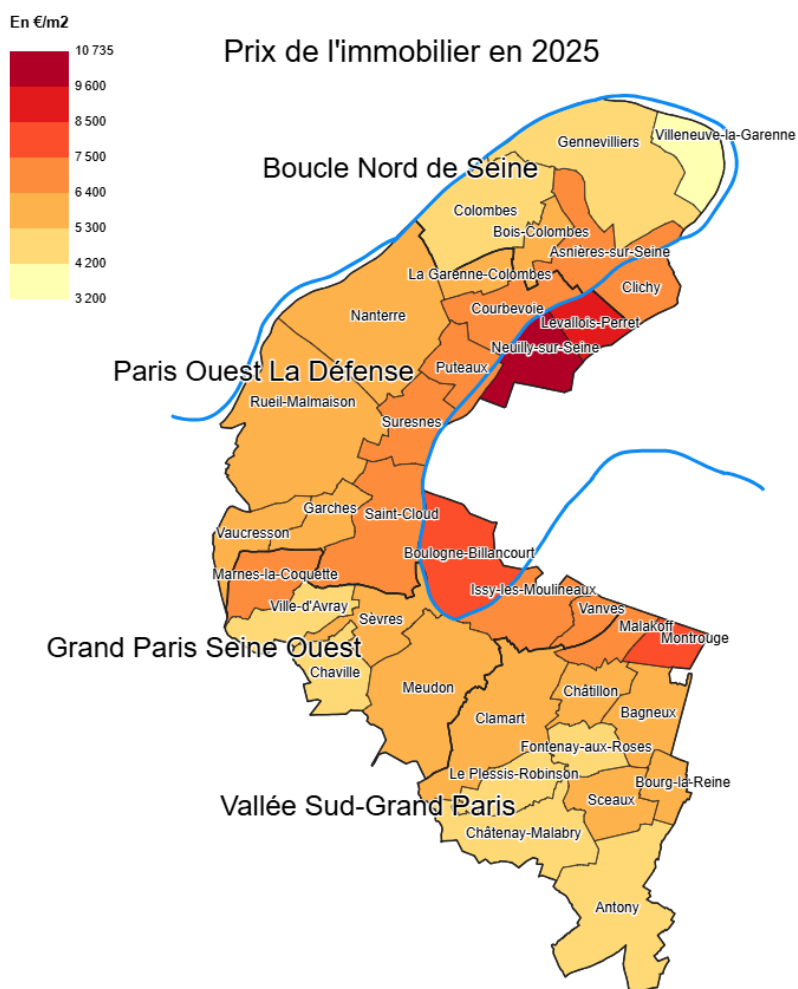 En €/m2
Prix de l'immobilier en 2025
10 735
9 600
8 500
7 500
6 400
5 300
4 200
3 200
Villeneuve-la-Garenne
Gennevilliers
Boucle Nord de Seine
Colombes
Bois-Colombes
Asnières-sur-Seine
La Garenne-Colombes
Clichy
Courbevoie
Nanterre
Levallois-Perret
Neuilly-sur-Seine
Puteaux
Paris Ouest La Défense
Rueil-Malmaison
Suresnes
Garches
Saint-Cloud
Vaucresson
Boulogne-Billancourt
Marnes-la-Coquette
Issy-les-Moulineaux
Ville-d'Avray
Vanves
Sèvres
Malakoff
Montrouge
Grand Paris Seine Ouest
Chaville
Meudon
Châtillon
Clamart
Bagneux
Fontenay-aux-Roses
Le Plessis-Robinson
Bourg-la-Reine
Sceaux
Vallée Sud-Grand Paris
Châtenay-Malabry
Antony